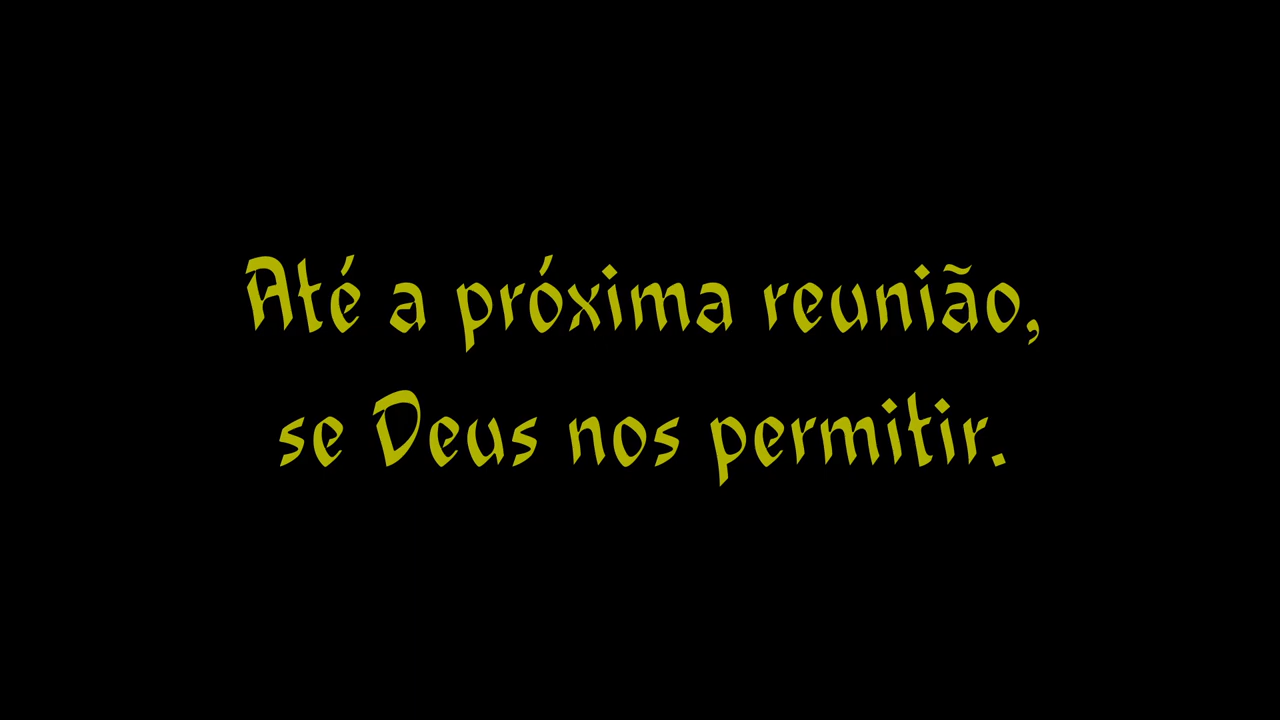 Até a próxima reunião,
se Deus nos permitir.